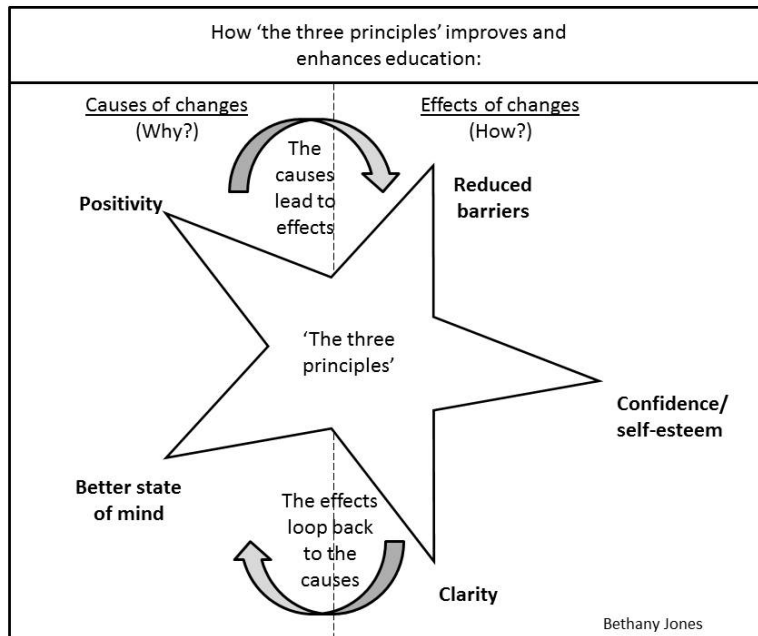 How ‘the three principles’ improves and
enhances education:
Causes of changes
(Why?)
Effects of changes
(How?)
The
causes
lead to
effects
Positivity
Reduced
barriers
‘The three
principles’
Confidence/
self-esteem
Better state
of mind
The effects
loop back
to the
causes
Clarity
Bethany Jones